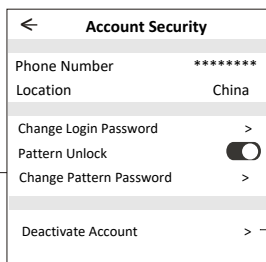 ← Account Security
Phone Number ********
Location China
Change Login Password >
Pattern Unlock
Change Pattern Password >
Deactivate Account >